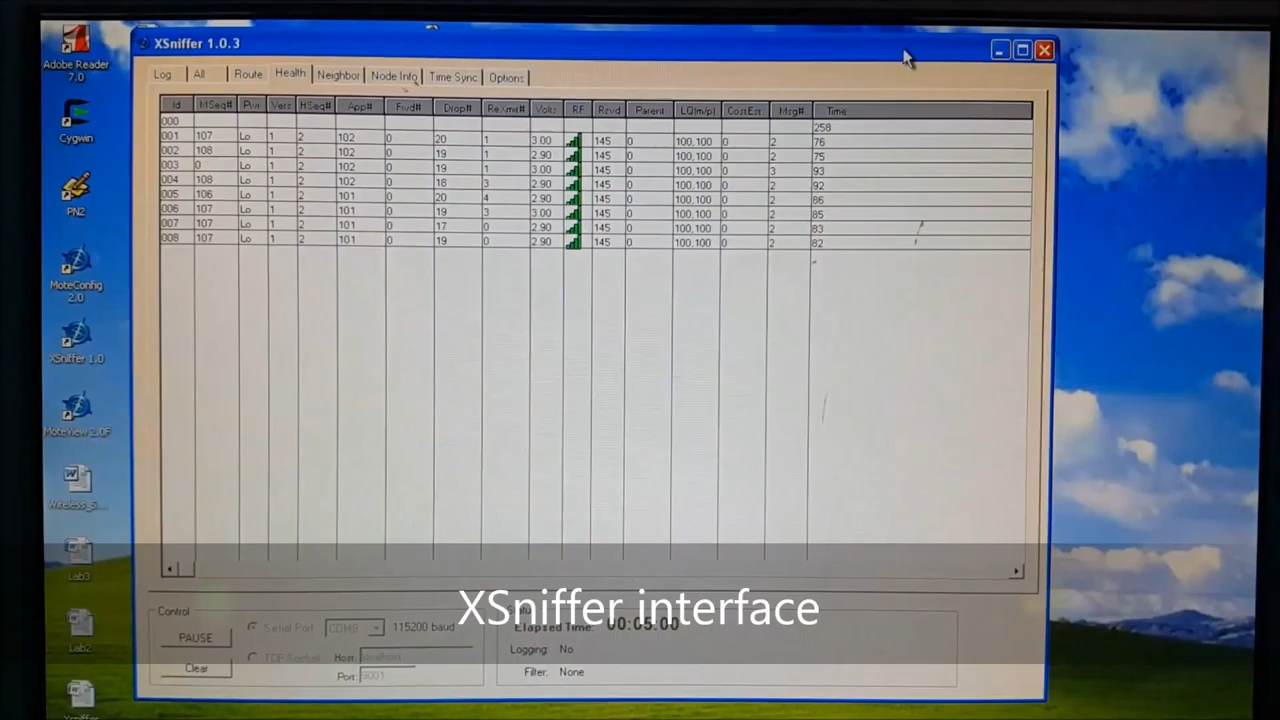 Adobe Reader
7.0
Cygwin
PN2
MoteConfig
2.0
XSniffer 1.0
MoteView 2.0F
Wireless_S...
Lab3
Lab2
XSniffer 1.0.3
Log All Route Health Neighbor Node Info Time Sync Options
Id MSeq# Pwr Vers HSeq# App# Fwd# Drop# ReXmit# Volts RF Rsvd Parent LQ(m/p) CostEst Msg# Time
000 258
001 107 Lo 1 2 102 0 20 1 3.00 145 0 100,100 0 2 76
002 108 Lo 1 2 102 0 19 1 2.90 145 0 100,100 0 2 75
003 0 Lo 1 2 102 0 19 1 3.00 145 0 100,100 0 3 93
004 108 Lo 1 2 102 0 18 3 2.90 145 0 100,100 0 2 92
005 106 Lo 1 2 101 0 20 4 2.90 145 0 100,100 0 2 86
006 107 Lo 1 2 101 0 19 3 3.00 145 0 100,100 0 2 85
007 107 Lo 1 2 101 0 17 0 2.90 145 0 100,100 0 2 83
008 107 Lo 1 2 101 0 19 0 2.90 145 0 100,100 0 2 82
XSniffer interface
Control
PAUSE Serial Port COM8 115200 baud
Clear TCP Socket Host: localhost
Port: 9001
Elapsed Time: 00:05:00
Logging: No
Filter: None